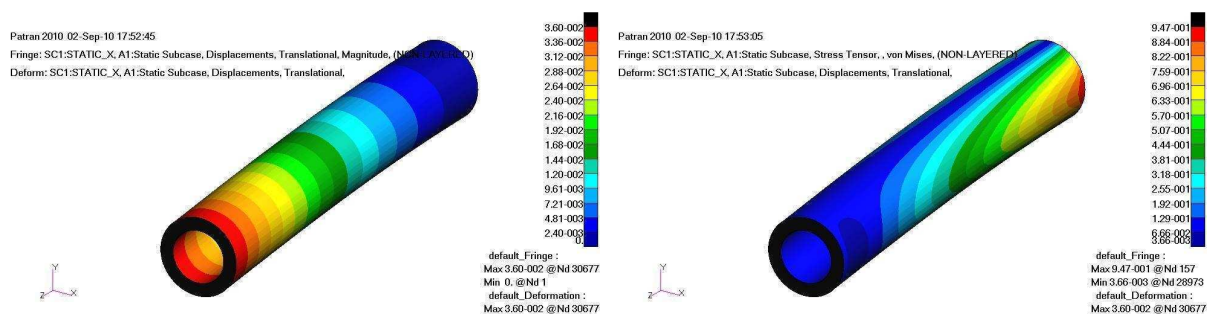 Patran 2010 02-Sep-10 17:52:45
Fringe: SC1:STATIC_X, A1:Static Subcase, Displacements, Translational, Magnitude, (NON-LAYERED)
Deform: SC1:STATIC_X, A1:Static Subcase, Displacements, Translational,
3.60-002
3.36-002
3.12-002
2.88-002
2.64-002
2.40-002
2.16-002
1.92-002
1.68-002
1.44-002
1.20-002
9.61-003
7.21-003
4.81-003
2.40-003
0.
default_Fringe :
Max 3.60-002 @Nd 30677
Min 0. @Nd 1
default_Deformation :
Max 3.60-002 @Nd 30677
Y
Z
X
Patran 2010 02-Sep-10 17:53:05
Fringe: SC1:STATIC_X, A1:Static Subcase, Stress Tensor, , von Mises, (NON-LAYERED)
Deform: SC1:STATIC_X, A1:Static Subcase, Displacements, Translational,
9.47-001
8.84-001
8.22-001
7.59-001
6.96-001
6.33-001
5.70-001
5.07-001
4.44-001
3.81-001
3.18-001
2.55-001
1.92-001
1.29-001
6.66-002
3.66-003
default_Fringe :
Max 9.47-001 @Nd 157
Min 3.66-003 @Nd 28973
default_Deformation :
Max 3.60-002 @Nd 30677
Y
Z
X